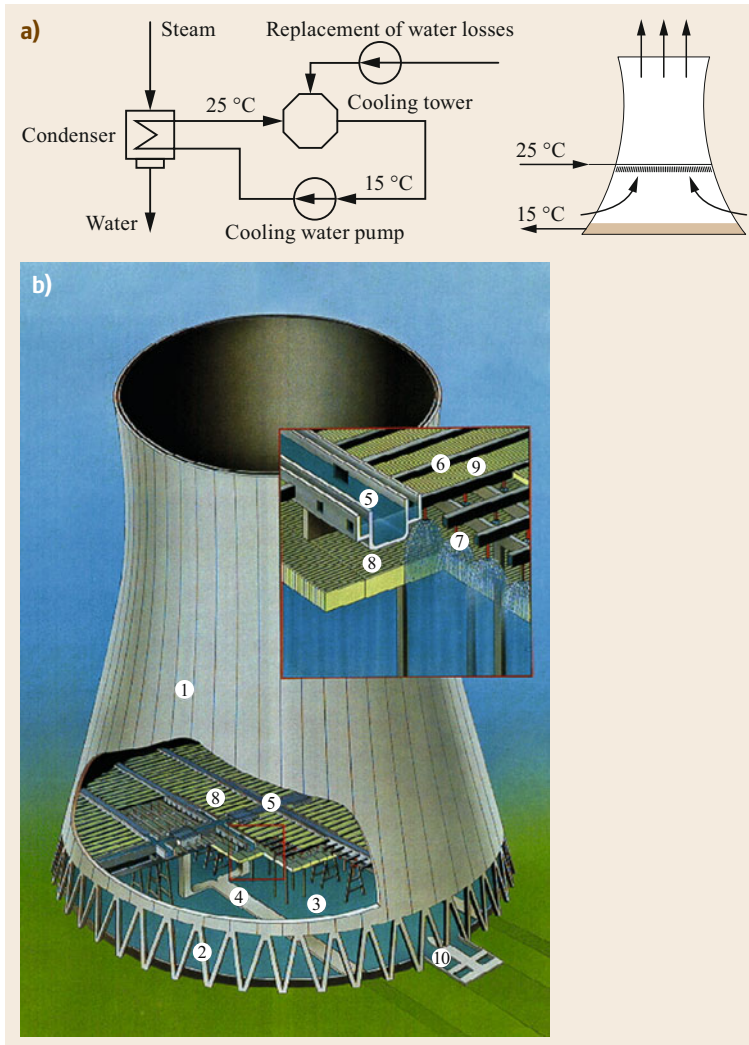 a)
Steam
Replacement of water losses
25 °C
Cooling tower
Condenser
15 °C
Water
Cooling water pump
25 °C
15 °C
b)
6
9
5
7
8
1
8
5
4
3
2
10